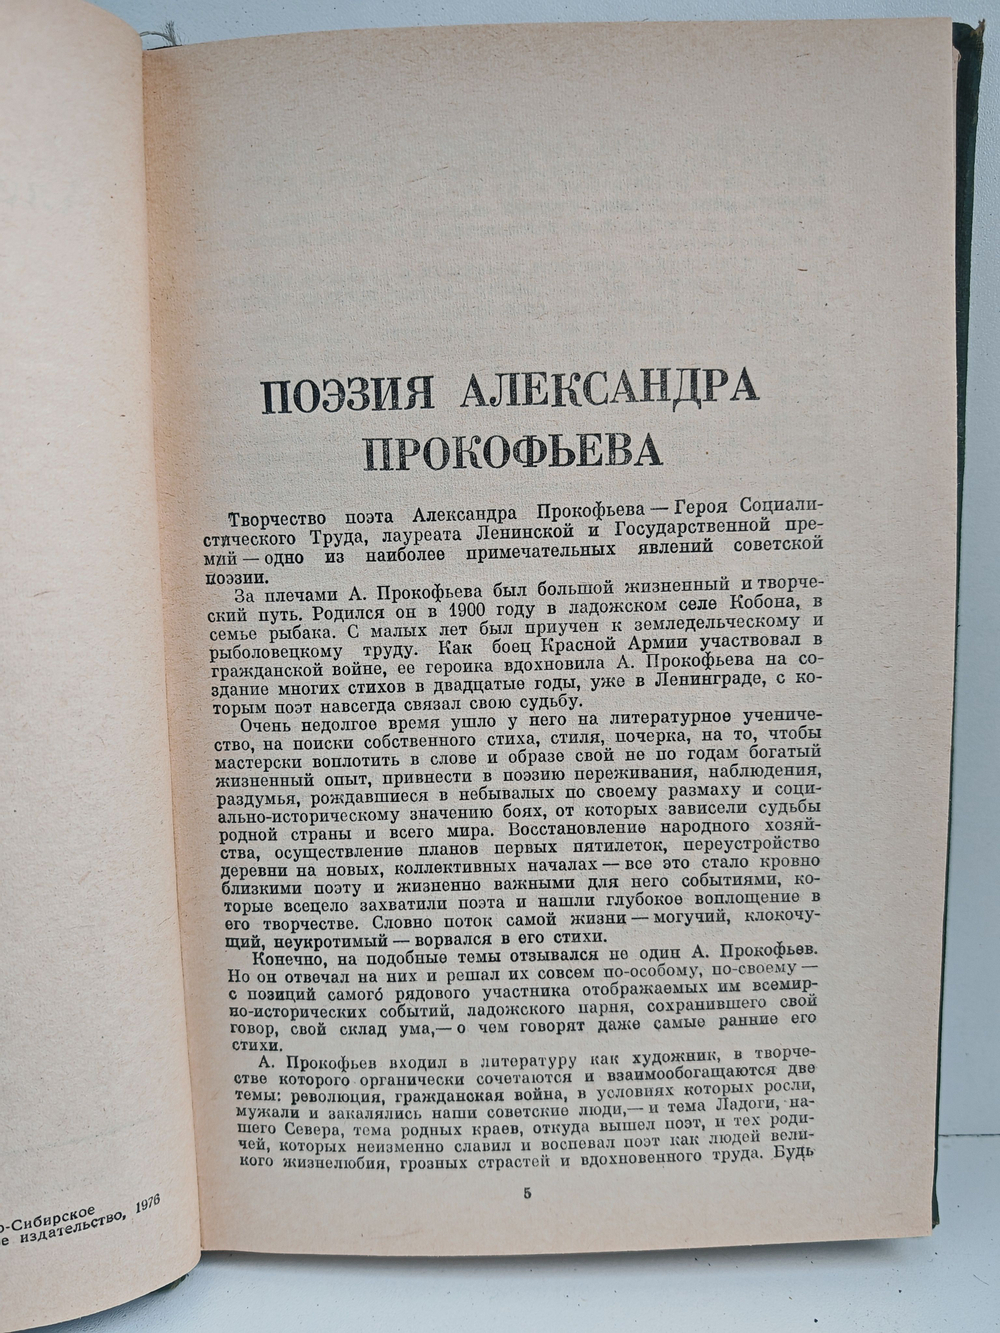 о-Сибирское
е издательство, 1976
ПОЭЗИЯ АЛЕКСАНДРА
ПРОКОФЬЕВА
Творчество поэта Александра Прокофьева — Героя Социали-
стического Труда, лауреата Ленинской и Государственной пре-
мий — одно из наиболее примечательных явлений советской
поэзии.
За плечами А. Прокофьева был большой жизненный и творче-
ский путь. Родился он в 1900 году в ладожском селе Кобона, в
семье рыбака. С малых лет был приучен к земледельческому и
рыболовецкому труду. Как боец Красной Армии участвовал в
гражданской войне, ее героика вдохновила А. Прокофьева на со-
здание многих стихов в двадцатые годы, уже в Ленинграде, с ко-
торым поэт навсегда связал свою судьбу.
Очень недолгое время ушло у него на литературное учениче-
ство, на поиски собственного стиха, стиля, почерка, на то, чтобы
мастерски воплотить в слове и образе свой не по годам богатый
жизненный опыт, привнести в поэзию переживания, наблюдения,
раздумья, рождавшиеся в небывалых по своему размаху и соци-
ально-историческому значению боях, от которых зависели судьбы
родной страны и всего мира. Восстановление народного хозяй-
ства, осуществление планов первых пятилеток, переустройство
деревни на новых, коллективных началах — все это стало кровно
близкими поэту и жизненно важными для него событиями, ко-
торые всецело захватили поэта и нашли глубокое воплощение в
его творчестве. Словно поток самой жизни — могучий, клокочу-
щий, неукротимый — ворвался в его стихи.
Конечно, на подобные темы отзывался не один А. Прокофьев.
Но он отвечал на них и решал их совсем по-особому, по-своему —
с позиций самого рядового участника отображаемых им всемир-
но-исторических событий, ладожского парня, сохранившего свой
говор, свой склад ума,— о чем говорят даже самые ранние его
стихи.
А. Прокофьев входил в литературу как художник, в творче-
стве которого органически сочетаются и взаимообогащаются две
темы: революция, гражданская война, в условиях которых росли,
мужали и закалялись наши советские люди,— и тема Ладоги, на-
шего Севера, тема родных краев, откуда вышел поэт, и тех роди-
чей, которых неизменно славил и воспевал поэт как людей вели-
кого жизнелюбия, грозных страстей и вдохновенного труда. Будь
5